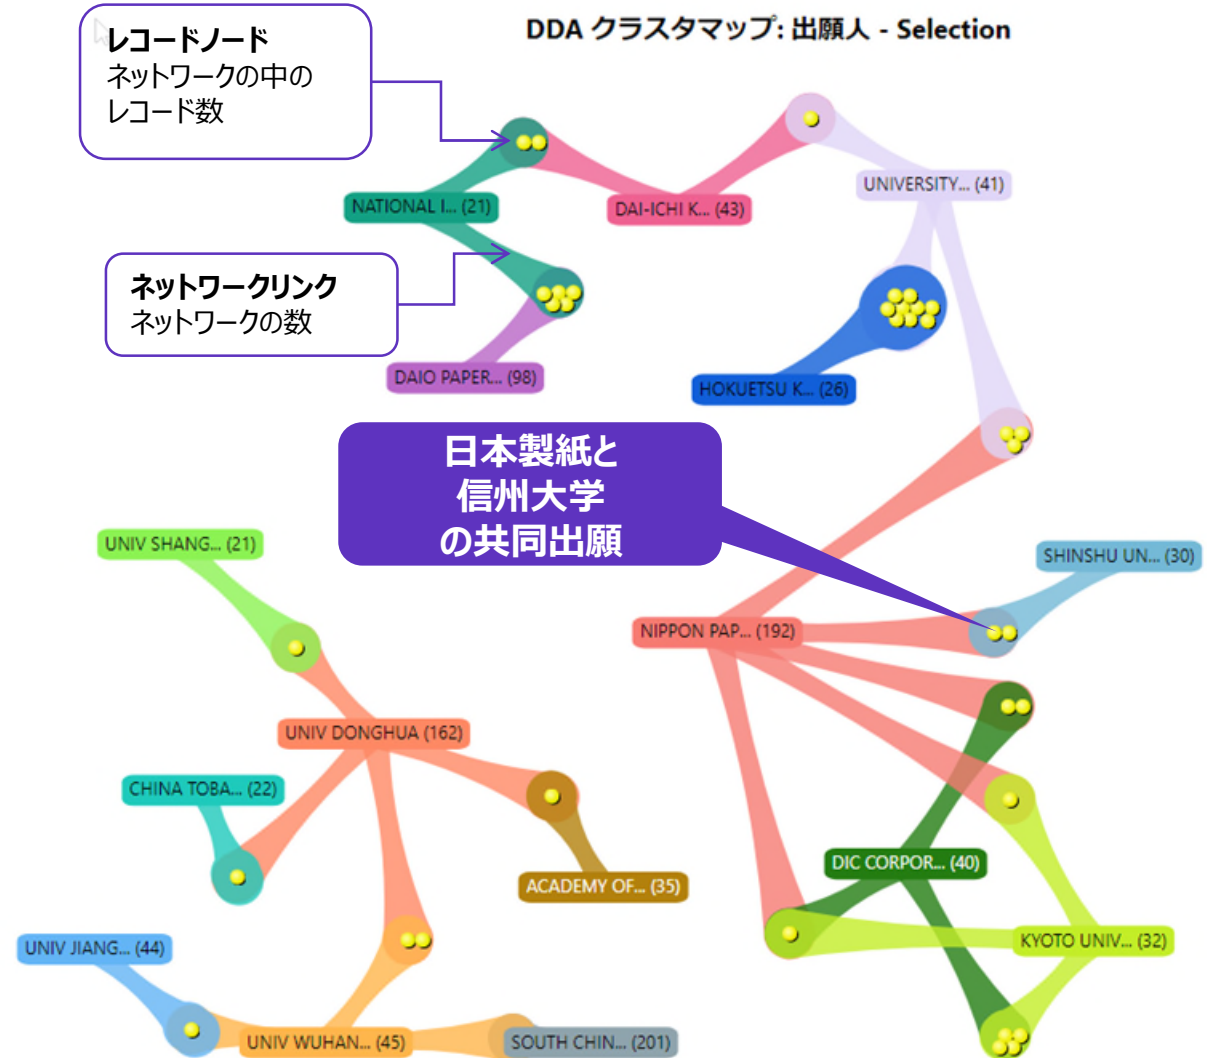 DDA クラスタマップ: 出願人 - Selection
レコードノード
ネットワークの中の
レコード数
NATIONAL I... (21)
DAI-ICHI K... (43)
UNIVERSITY... (41)
ネットワークリンク
ネットワークの数
DAIO PAPER... (98)
HOKUETSU K... (26)
日本製紙と
信州大学
の共同出願
UNIV SHANG... (21)
SHINSHU UN... (30)
NIPPON PAP... (192)
UNIV DONGHUA (162)
CHINA TOBA... (22)
DIC CORPOR... (40)
ACADEMY OF... (35)
UNIV JIANG... (44)
KYOTO UNIV... (32)
UNIV WUHAN... (45)
SOUTH CHIN... (201)